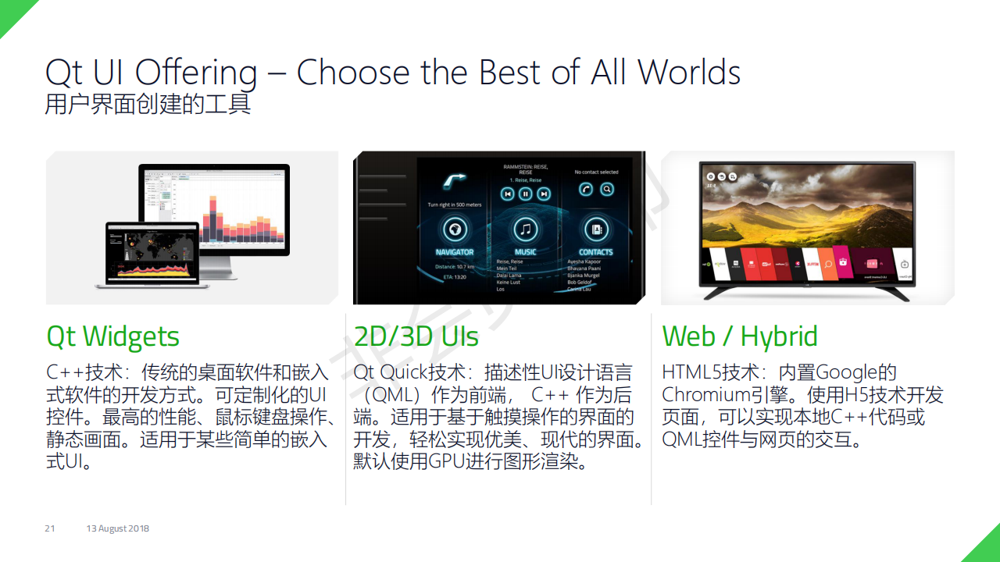 Qt UI Offering – Choose the Best of All Worlds
用户界面创建的工具
RAMMSTEIN: REISE,
REISE
1. Reise, Reise
No contact selected
Turn right in 500 meters
NAVIGATOR
MUSIC
CONTACTS
Distance: 10.7 km
ETA: 13:20
Reise, Reise
Mein Teil
Dalai Lama
Keine Lust
Los
Ayesha Kapoor
Bhavana Paani
Bjanka Murgel
Bob Geldof
Carina Lau
Qt Widgets
C++技术：传统的桌面软件和嵌入
式软件的开发方式。可定制化的UI
控件。最高的性能、鼠标键盘操作、
静态画面。适用于某些简单的嵌入
式UI。
2D/3D UIs
Qt Quick技术：描述性UI设计语言
（QML）作为前端， C++ 作为后
端。适用于基于触摸操作的界面的
开发，轻松实现优美、现代的界面。
默认使用GPU进行图形渲染。
Web / Hybrid
HTML5技术：内置Google的
Chromium引擎。使用H5技术开发
页面，可以实现本地C++代码或
QML控件与网页的交互。
21
13 August 2018